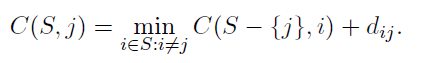 C(S, j) = min_{i∈S:i≠j} C(S − {j}, i) + d_{ij}.